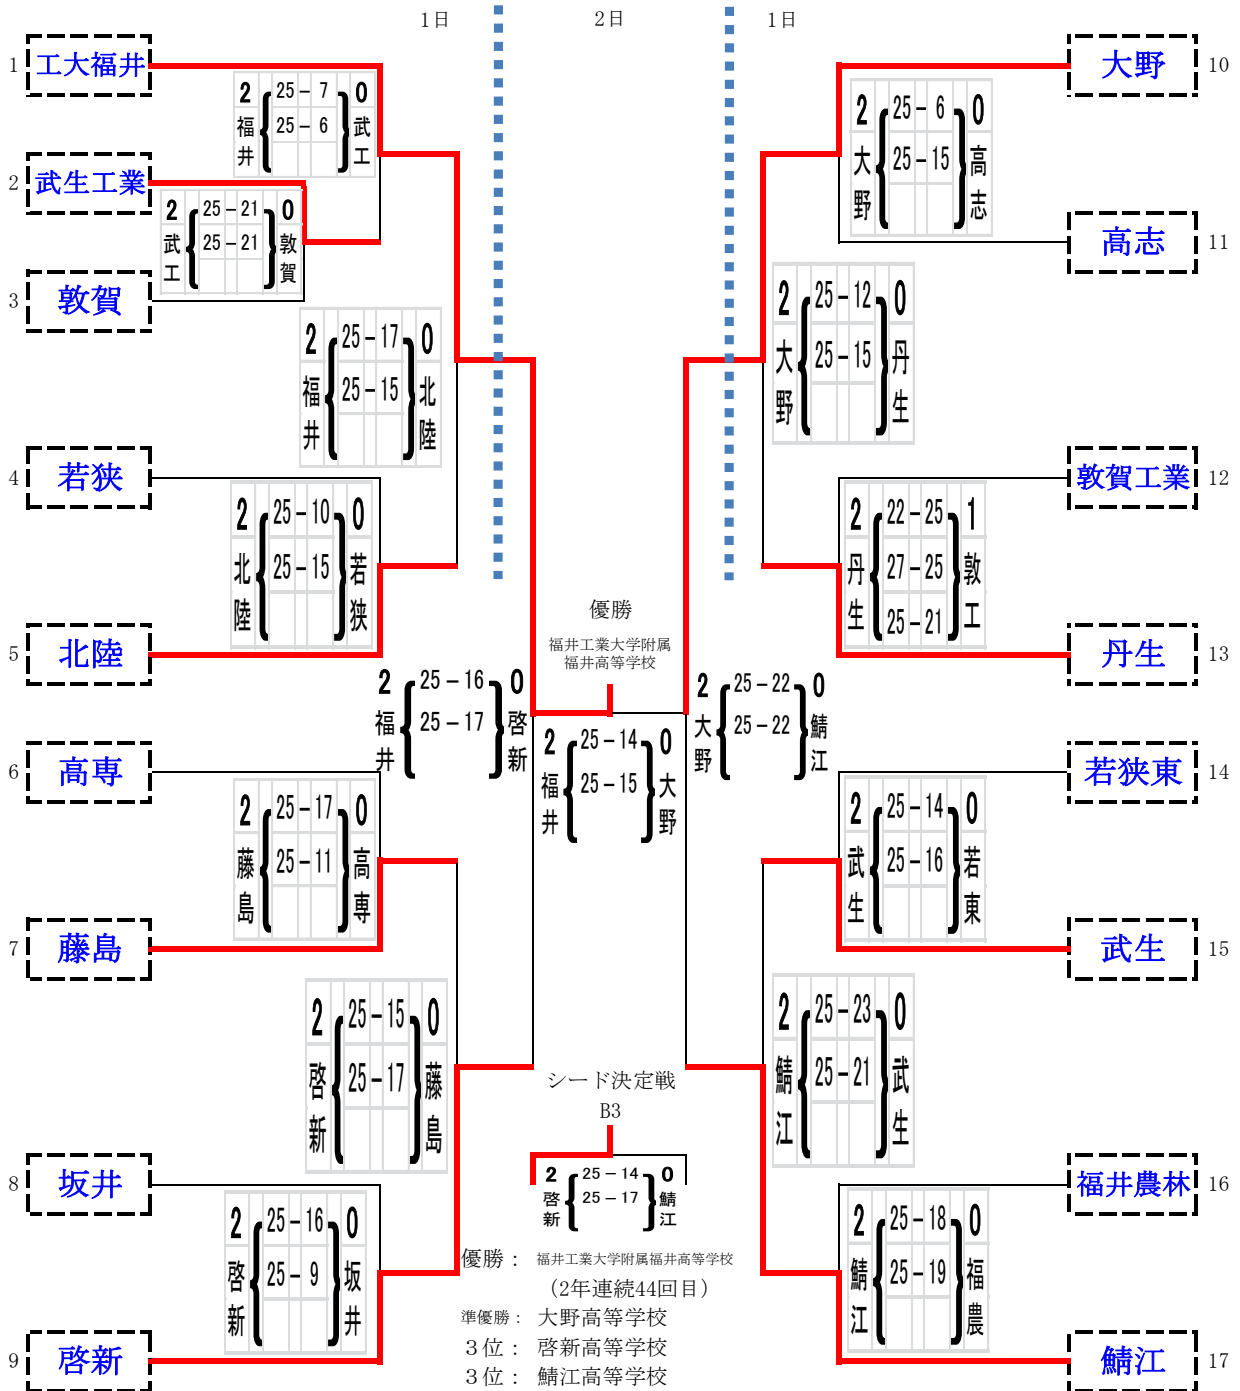 1日
2日
1日
1 工大福井
2 25-7 0
福井 25-6 武工
2 武生工業
2 25-21 0
武工 25-21 敦賀
3 敦賀
2 25-17 0
福井 25-15 北陸
4 若狭
2 25-10 0
北陸 25-15 若狭
5 北陸
2 25-16 0
福井 25-17 啓新
6 高専
2 25-17 0
藤島 25-11 高専
7 藤島
2 25-15 0
啓新 25-17 藤島
8 坂井
2 25-16 0
啓新 25-9 坂井
9 啓新
優勝
福井工業大学附属
福井高等学校
2 25-14 0
福井 25-15 大野
シード決定戦
B3
2 25-14 0
啓新 25-17 鯖江
優勝: 福井工業大学附属福井高等学校
(2年連続44回目)
準優勝: 大野高等学校
3位: 啓新高等学校
3位: 鯖江高等学校
大野 10
2 25-6 0
大野 25-15 高志
高志 11
2 25-12 0
大野 25-15 丹生
敦賀工業 12
2 22-25 1
丹生 27-25 敦工
25-21
丹生 13
2 25-22 0
大野 25-22 鯖江
若狭東 14
2 25-14 0
武生 25-16 若東
武生 15
2 25-23 0
鯖江 25-21 武生
福井農林 16
2 25-18 0
鯖江 25-19 福農
鯖江 17